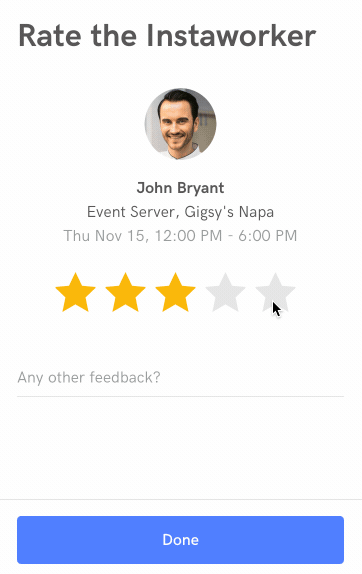 Rate the Instaworker
John Bryant
Event Server, Gigsy's Napa
Thu Nov 15, 12:00 PM - 6:00 PM
Any other feedback?
Done